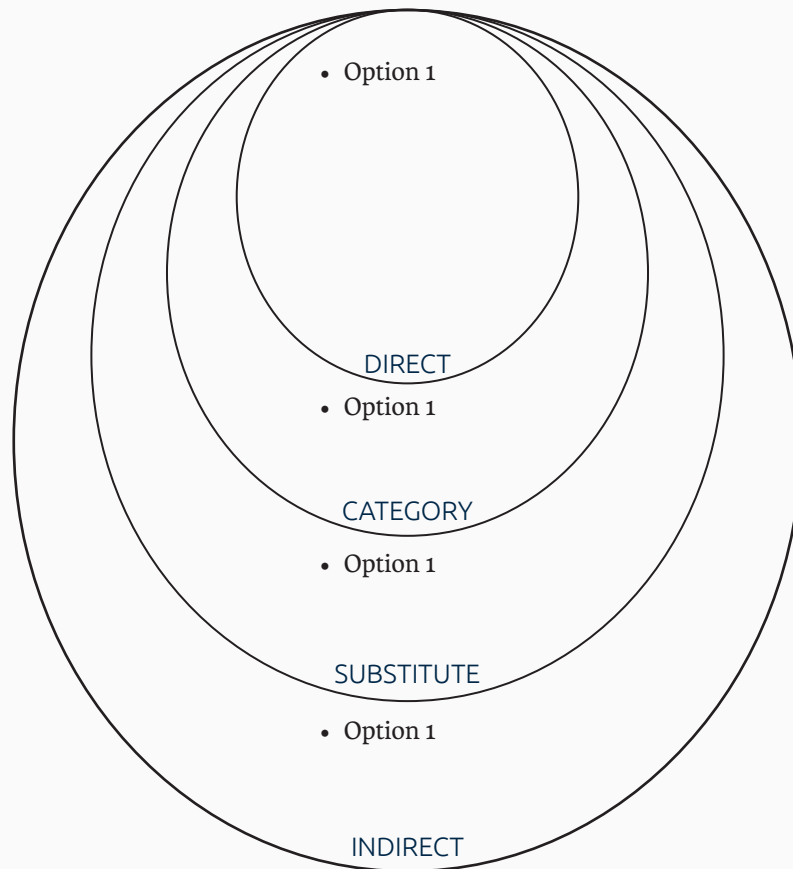 • Option 1
DIRECT
• Option 1
CATEGORY
• Option 1
SUBSTITUTE
• Option 1
INDIRECT